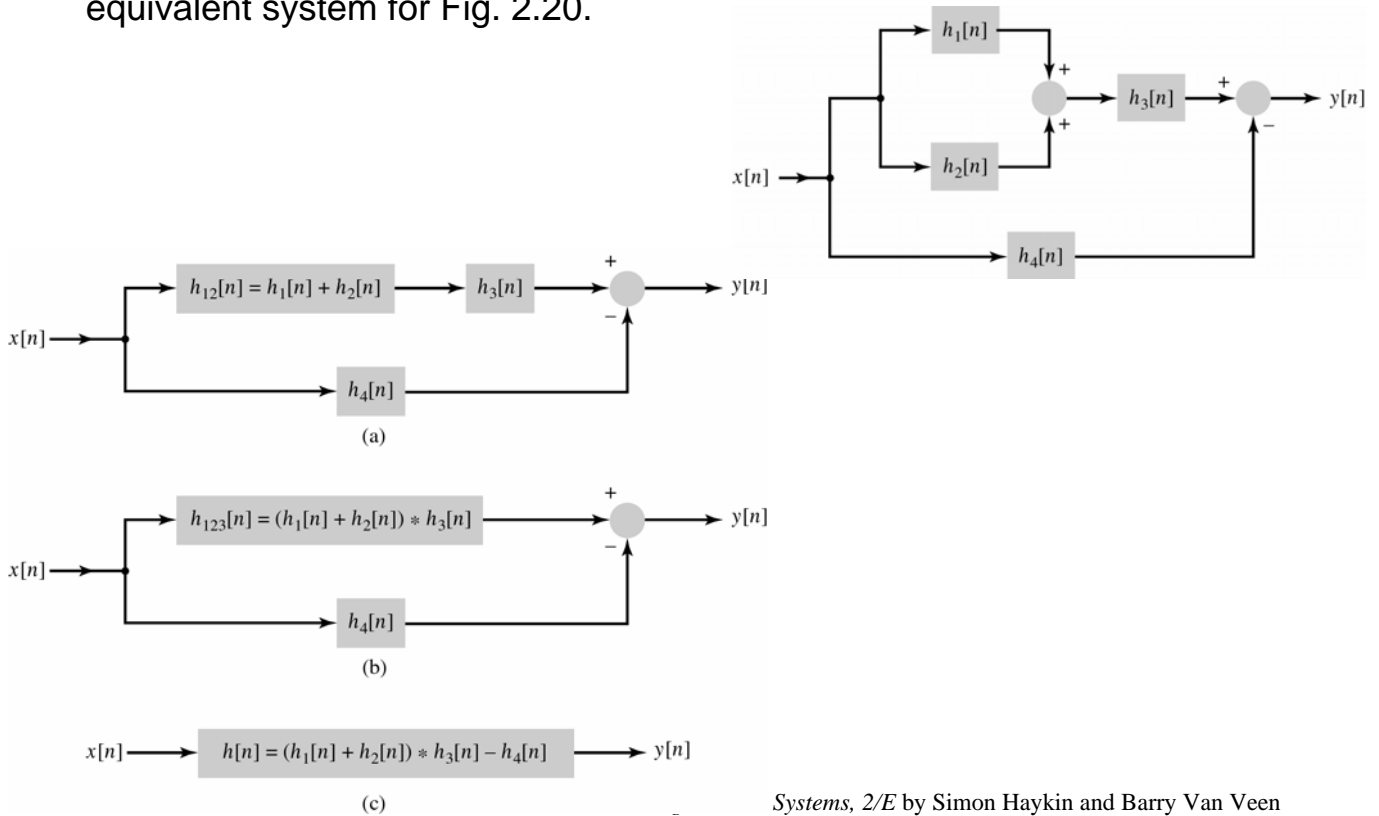 equivalent system for Fig. 2.20.
h₁[n]
+
h₃[n]
+
y[n]
+
h₂[n]
−
x[n]
h₄[n]
+
h₁₂[n] = h₁[n] + h₂[n]
h₃[n]
y[n]
−
x[n]
h₄[n]
(a)
+
h₁₂₃[n] = (h₁[n] + h₂[n]) * h₃[n]
y[n]
−
x[n]
h₄[n]
(b)
x[n]
h[n] = (h₁[n] + h₂[n]) * h₃[n] − h₄[n]
y[n]
(c)
Systems, 2/E by Simon Haykin and Barry Van Veen